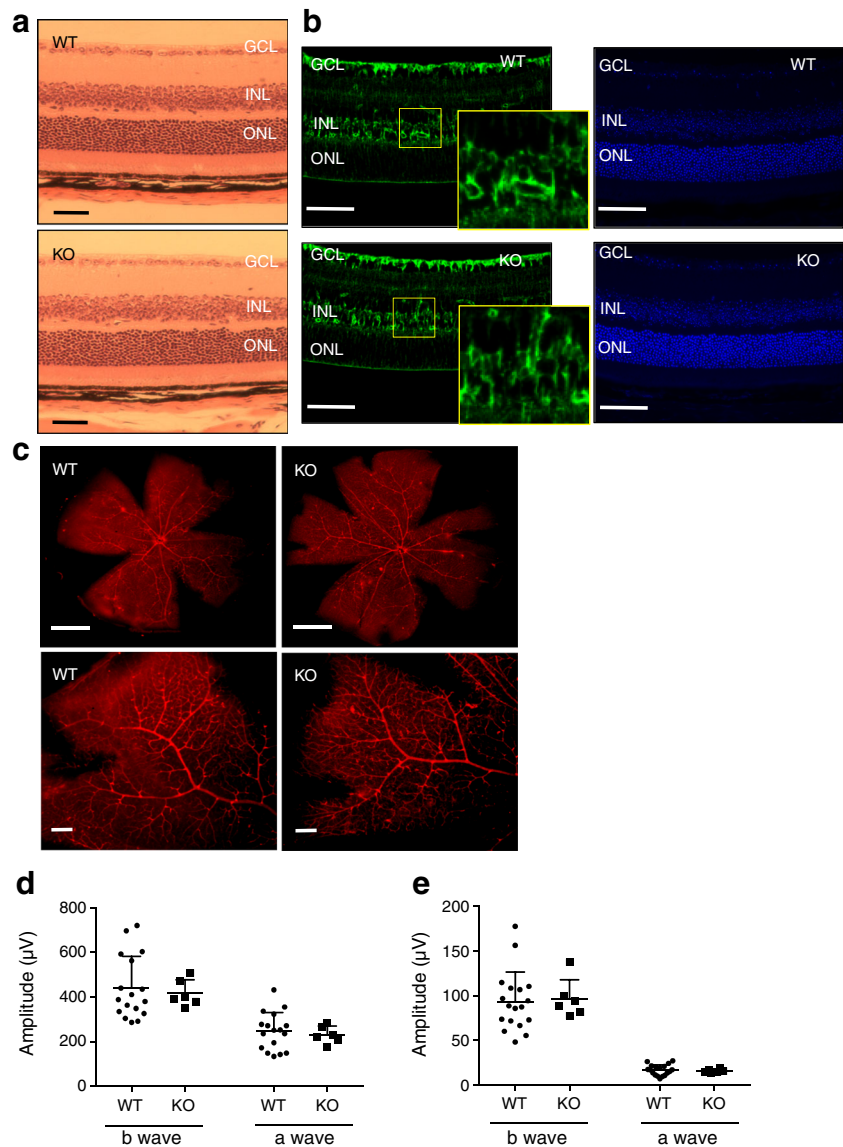 a
WT
GCL
INL
ONL
KO
GCL
INL
ONL
b
GCL
WT
INL
ONL
GCL
WT
INL
ONL
GCL
KO
INL
ONL
GCL
KO
INL
ONL
c
WT
KO
WT
KO
d
Amplitude (µV)
800
600
400
200
0
WT KO WT KO
b wave a wave
e
Amplitude (µV)
200
150
100
50
0
WT KO WT KO
b wave a wave